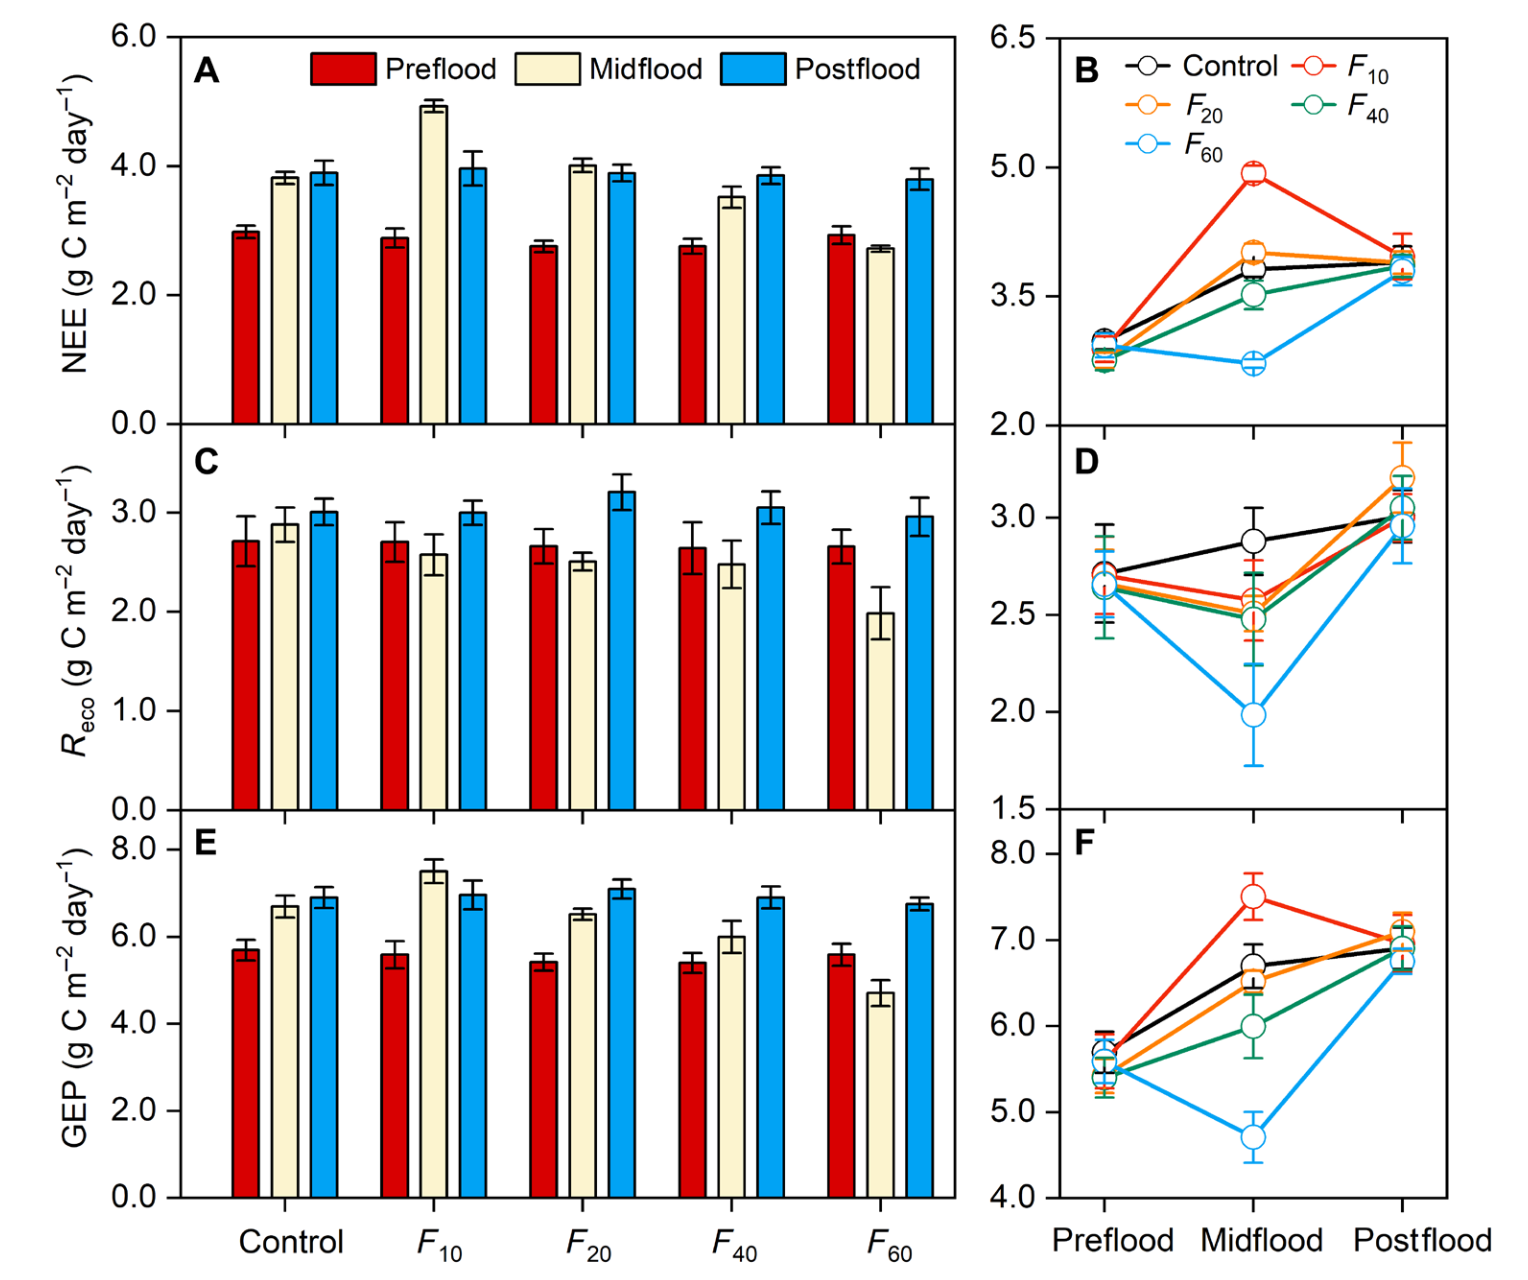 A
Preflood
Midflood
Postflood
NEE (g C m⁻² day⁻¹)
6.0
4.0
2.0
0.0
B
Control
F₁₀
F₂₀
F₄₀
F₆₀
6.5
5.0
3.5
2.0
C
R_eco (g C m⁻² day⁻¹)
3.0
2.0
1.0
0.0
D
3.0
2.5
2.0
1.5
E
GEP (g C m⁻² day⁻¹)
8.0
6.0
4.0
2.0
0.0
Control
F₁₀
F₂₀
F₄₀
F₆₀
F
8.0
7.0
6.0
5.0
4.0
Preflood
Midflood
Postflood